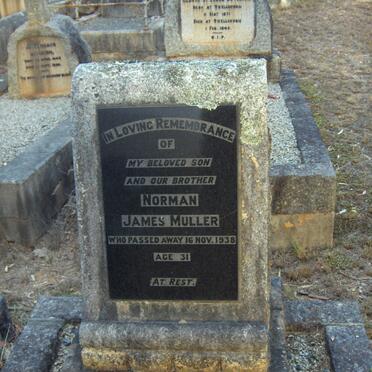 IN LOVING REMEMBRANCE
OF
MY BELOVED SON
AND OUR BROTHER
NORMAN
JAMES MULLER
WHO PASSED AWAY 16 NOV. 1938
AGE 31
AT REST.
R.I.P.